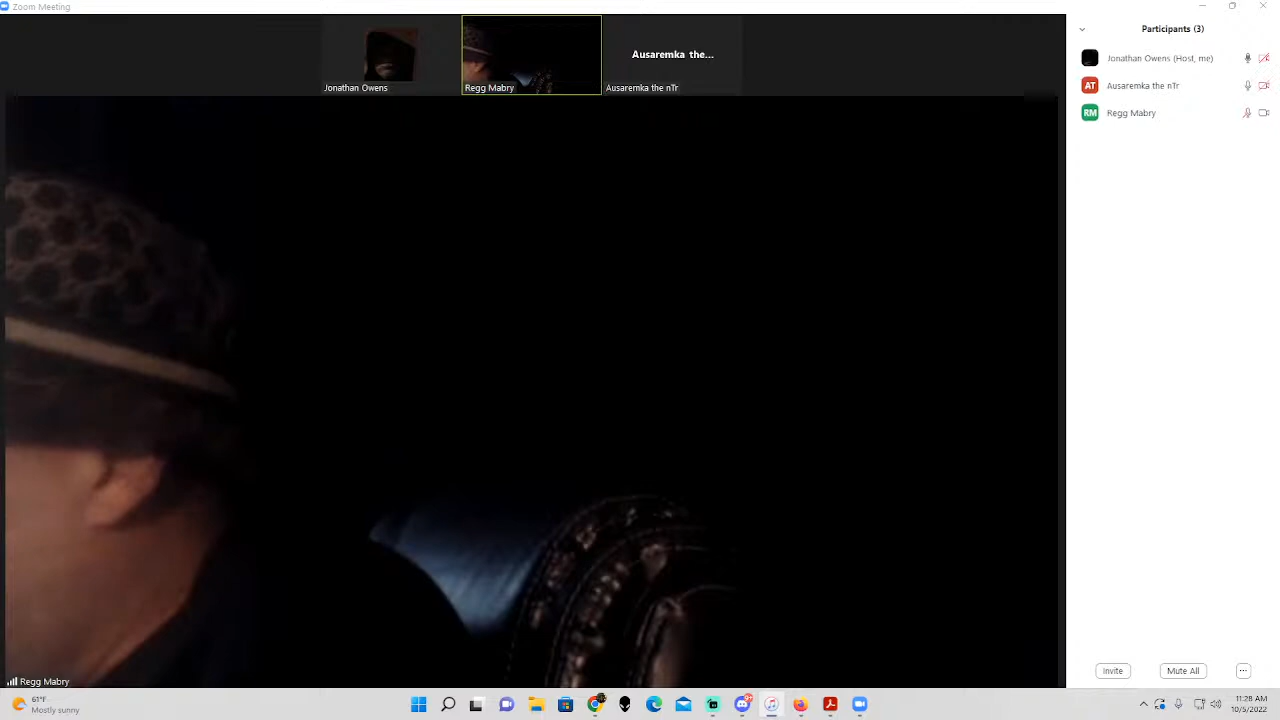 Zoom Meeting
Participants (3)
Ausaremka the...
Jonathan Owens
Regg Mabry
Ausaremka the nTr
Jonathan Owens (Host, me)
AT
Ausaremka the nTr
RM
Regg Mabry
Regg Mabry
Invite
Mute All
61°F
Mostly sunny
11:28 AM
10/5/2022